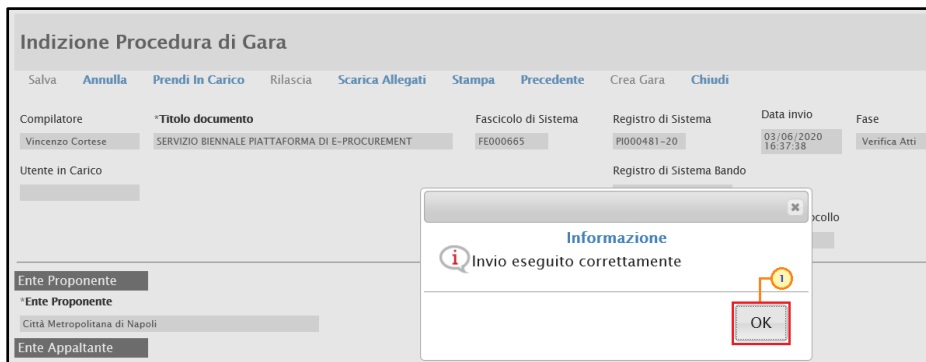 Indizione Procedura di Gara
Salva Annulla Prendi In Carico Rilascia Scarica Allegati Stampa Precedente Crea Gara Chiudi
Compilatore *Titolo documento Fascicolo di Sistema Registro di Sistema Data invio Fase
Vincenzo Cortese SERVIZIO BIENNALE PIATTAFORMA DI E-PROCUREMENT FE000665 PI000481-20 03/06/2020 16:37:38 Verifica Atti
Utente in Carico Registro di Sistema Bando
ocollo
Informazione
Invio eseguito correttamente
1
OK
Ente Proponente
*Ente Proponente
Città Metropolitana di Napoli
Ente Appaltante